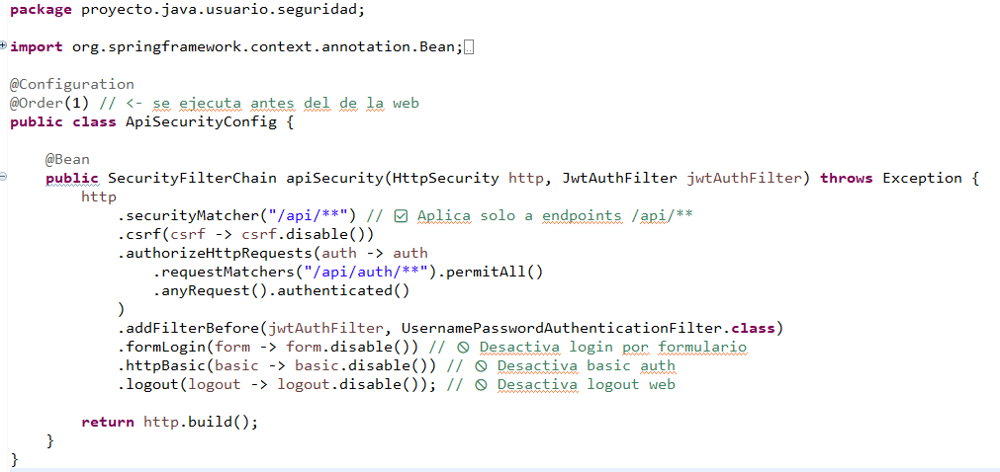 package proyecto.java.usuario.seguridad;
import org.springframework.context.annotation.Bean;
@Configuration
@Order(1) // <- se ejecuta antes del de la web
public class ApiSecurityConfig {
@Bean
public SecurityFilterChain apiSecurity(HttpSecurity http, JwtAuthFilter jwtAuthFilter) throws Exception {
http
.securityMatcher("/api/**") // ☑ Aplica solo a endpoints /api/**
.csrf(csrf -> csrf.disable())
.authorizeHttpRequests(auth -> auth
.requestMatchers("/api/auth/**").permitAll()
.anyRequest().authenticated()
)
.addFilterBefore(jwtAuthFilter, UsernamePasswordAuthenticationFilter.class)
.formLogin(form -> form.disable()) // 🚫 Desactiva login por formulario
.httpBasic(basic -> basic.disable()) // 🚫 Desactiva basic auth
.logout(logout -> logout.disable()); // 🚫 Desactiva logout web
return http.build();
}
}